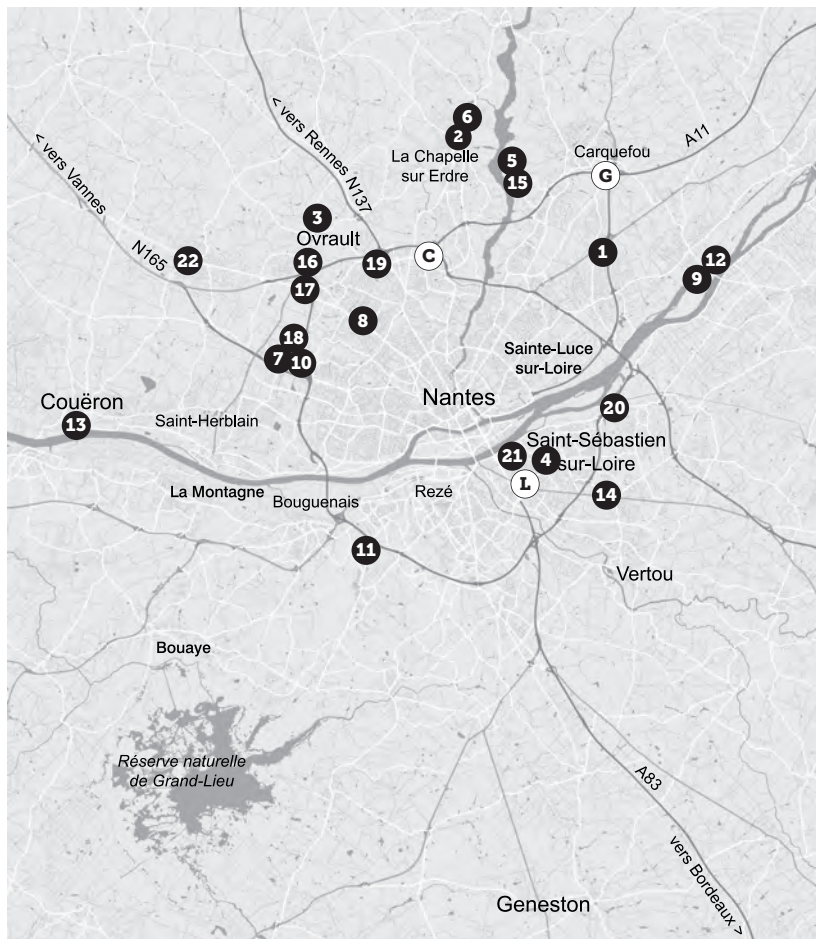 < vers Rennes N137
< vers Vannes
6
2
La Chapelle
sur Erdre
5
15
Carquefou
G
A11
3
Ovrault
N165
22
16
19
C
1
12
9
17
8
18
7
10
Sainte-Luce
sur-Loire
Nantes
Couëron
13
Saint-Herblain
20
21
4
Saint-Sébastien
sur-Loire
L
14
La Montagne
Bouguenais
Rezé
11
Vertou
Bouaye
Réserve naturelle
de Grand-Lieu
A83
vers Bordeaux >
Geneston